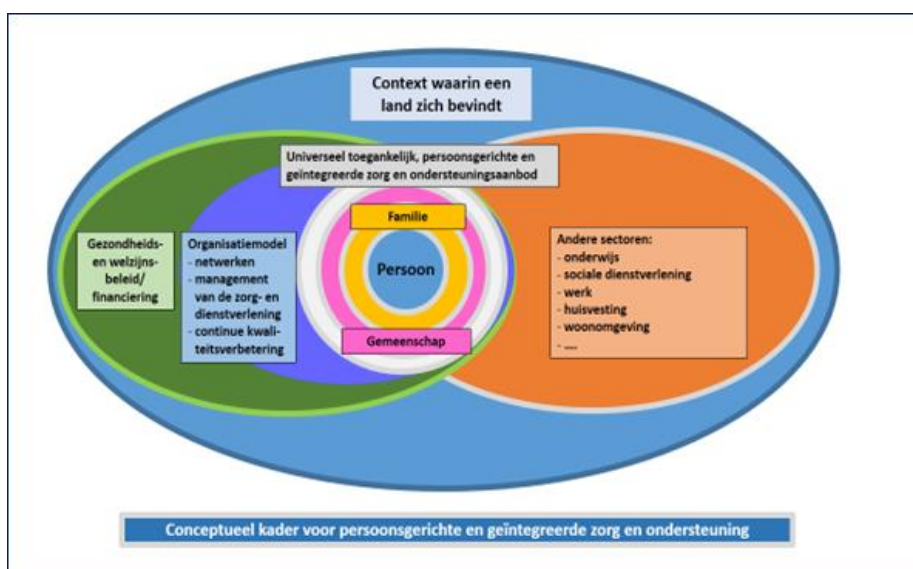 Context waarin een
land zich bevindt
Universeel toegankelijk, persoonsgerichte en
geïntegreerde zorg en ondersteuningsaanbod
Familie
Persoon
Gemeenschap
Gezondheids-
en welzijns-
beleid/
financiering
Organisatiemodel
- netwerken
- management
van de zorg- en
dienstverlening
- continue kwali-
teitsverbetering
Andere sectoren:
- onderwijs
- sociale dienstverlening
- werk
- huisvesting
- woonomgeving
- ....
Conceptueel kader voor persoonsgerichte en geïntegreerde zorg en ondersteuning